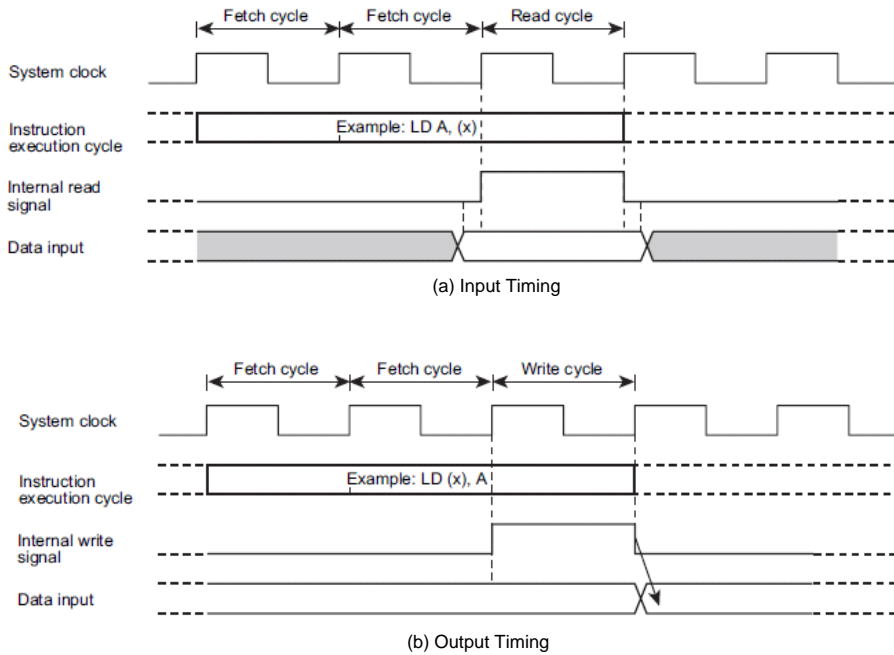 Fetch cycle Fetch cycle Read cycle
System clock
Instruction
execution cycle
Example: LD A, (x)
Internal read
signal
Data input
(a) Input Timing
Fetch cycle Fetch cycle Write cycle
System clock
Instruction
execution cycle
Example: LD (x), A
Internal write
signal
Data input
(b) Output Timing